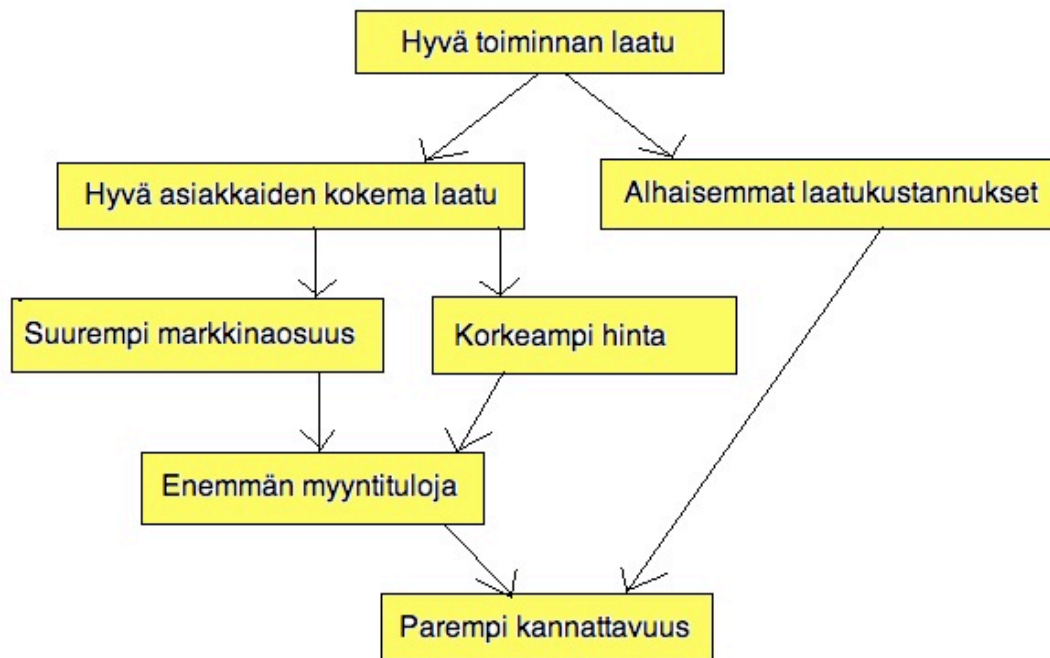 Hyvä toiminnan laatu
Hyvä asiakkaiden kokema laatu
Alhaisemmat laatukustannukset
Suurempi markkinaosuus
Korkeampi hinta
Enemmän myyntituloja
Parempi kannattavuus